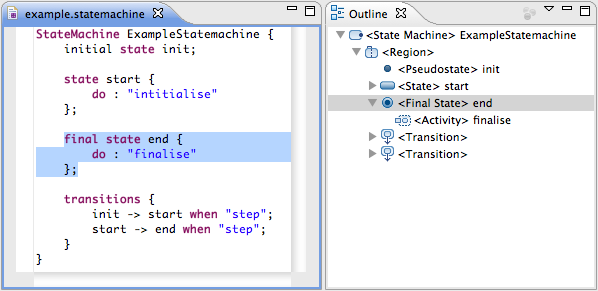 example.statemachine
StateMachine ExampleStatemachine {
initial state init;
state start {
do : "intitialise"
};
final state end {
do : "finalise"
};
transitions {
init -> start when "step";
start -> end when "step";
}
}
Outline
<State Machine> ExampleStatemachine
<Region>
<Pseudostate> init
<State> start
<Final State> end
<Activity> finalise
<Transition>
<Transition>